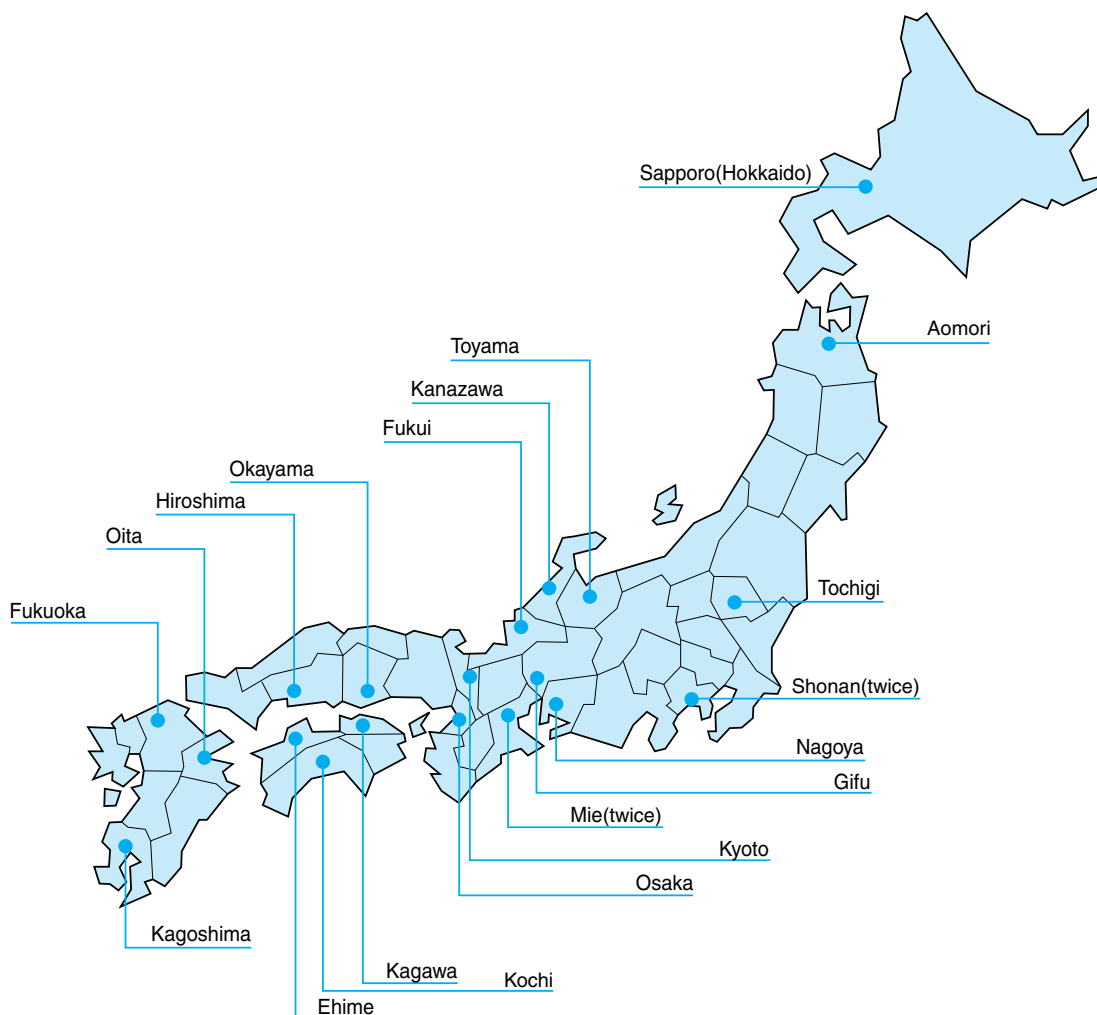 Sapporo(Hokkaido)
Aomori
Toyama
Kanazawa
Fukui
Okayama
Hiroshima
Oita
Fukuoka
Tochigi
Shonan(twice)
Nagoya
Gifu
Mie(twice)
Kyoto
Osaka
Kagoshima
Kagawa
Kochi
Ehime